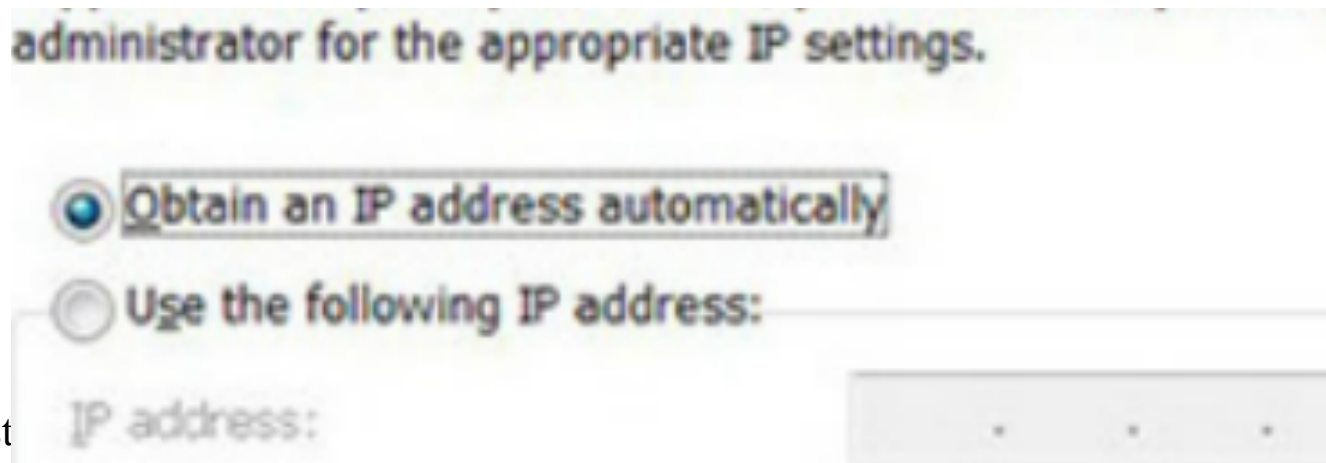 administrator for the appropriate IP settings.
Obtain an IP address automatically
Use the following IP address:
IP address:
t